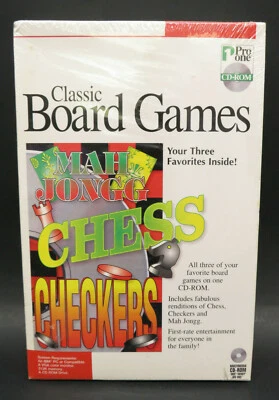 Pro
one
CD-ROM
Classic
Board Games
Your Three
Favorites Inside!
MAH
JONGG
CHESS
CHECKERS
All three of your
favorite board
games on one
CD-ROM.
Includes fabulous
renditions of Chess,
Checkers and
Mah Jongg.
First-rate entertainment
for everyone in
the family!
System Requirements:
CD-ROM